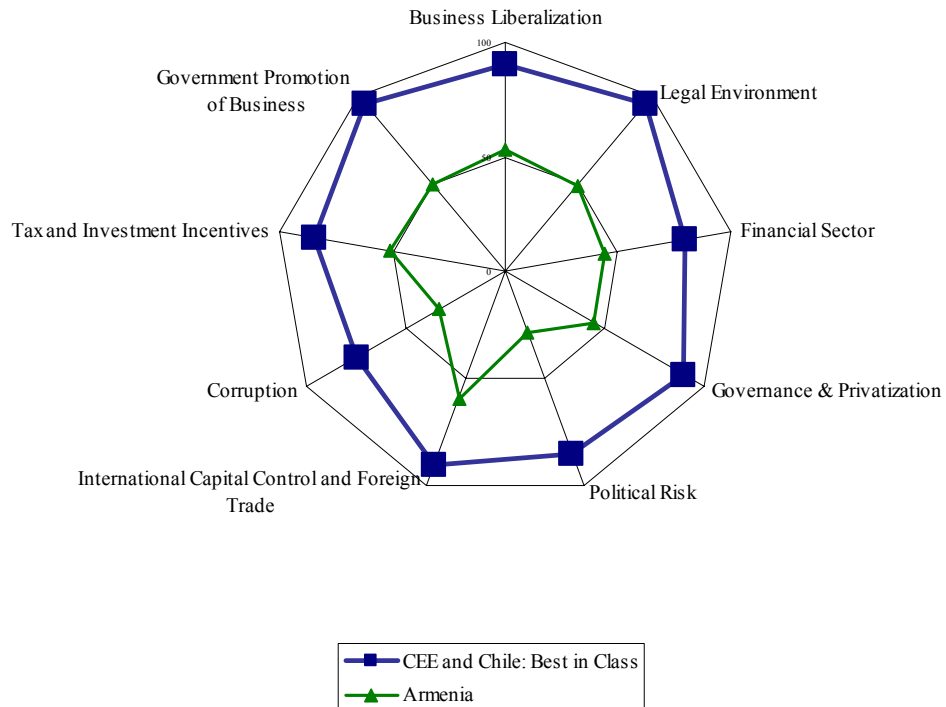 Business Liberalization
100
Government Promotion
of Business
Legal Environment
50
Tax and Investment Incentives
Financial Sector
0
Corruption
Governance & Privatization
International Capital Control and Foreign
Trade
Political Risk
CEE and Chile: Best in Class
Armenia